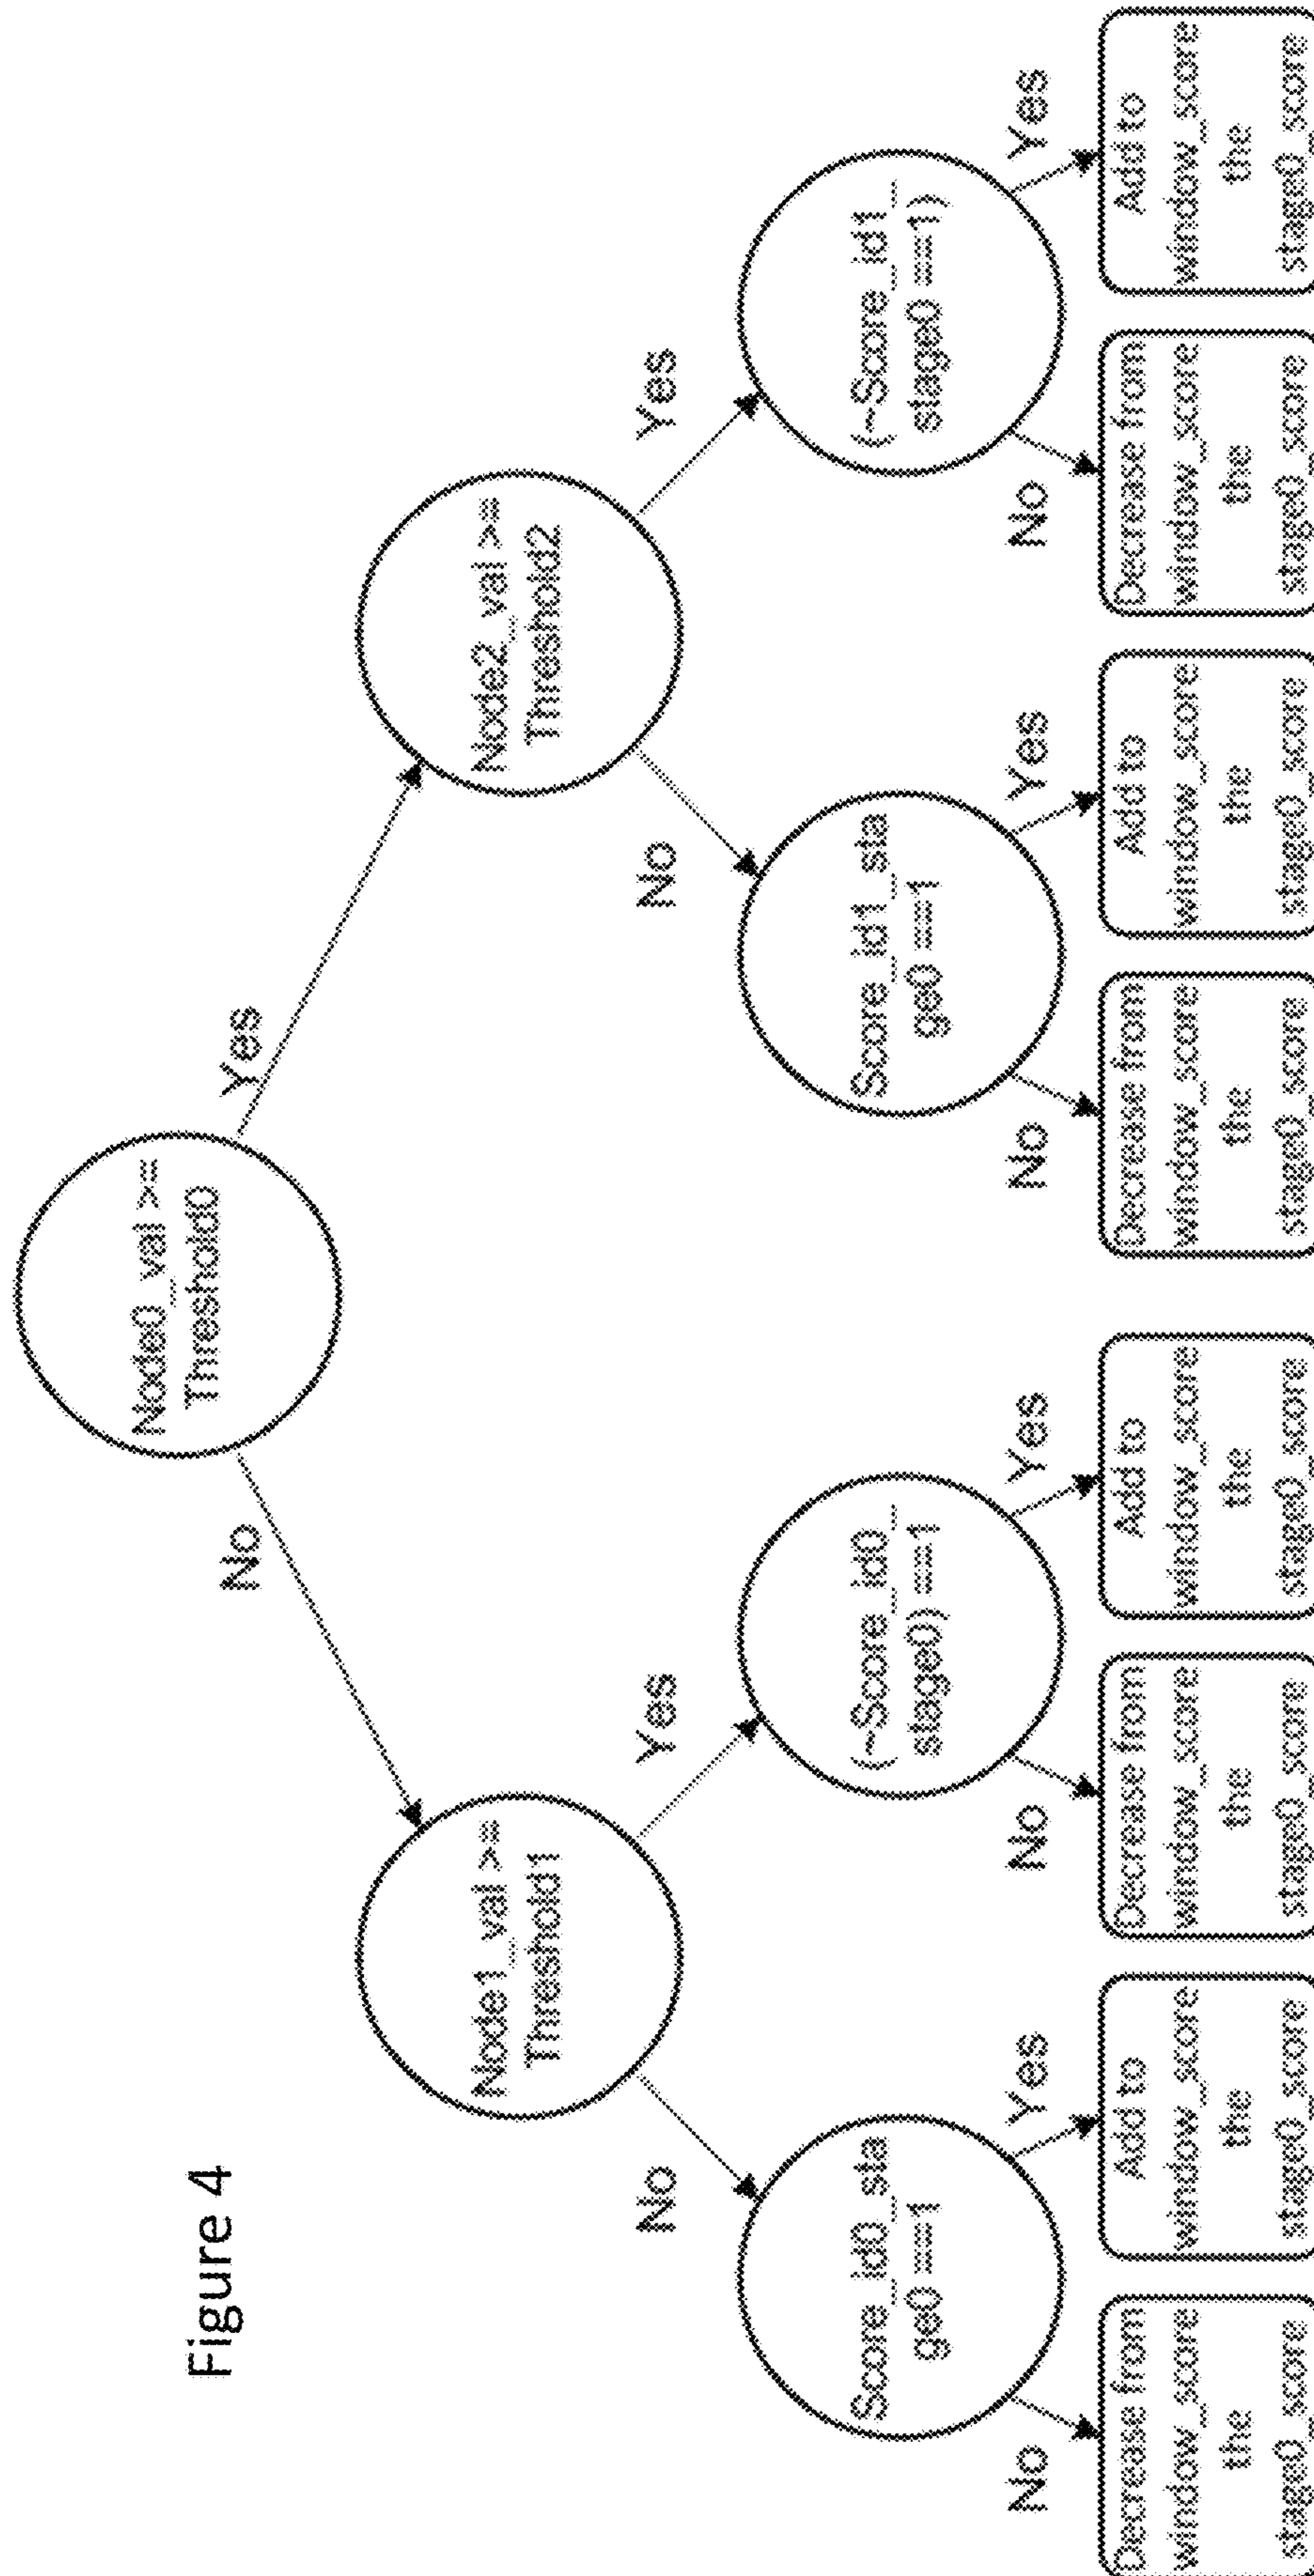 Figure 4
Node0_val >=
Threshold0
No
Yes
Node1_val >=
Threshold1
Node2_val >=
Threshold2
No
Yes
No
Yes
Score_id0_sta
ge0 ==1
(~Score_id0_
stage0) ==1
Score_id1_sta
ge0 ==1
(~Score_id1_
stage0 ==1)
No
Yes
No
Yes
No
Yes
No
Yes
Decrease from
window_score
the
stage0_score
Add to
window_score
the
stage0_score
Decrease from
window_score
the
stage0_score
Add to
window_score
the
stage0_score
Decrease from
window_score
the
stage0_score
Add to
window_score
the
stage0_score
Decrease from
window_score
the
stage0_score
Add to
window_score
the
stage0_score